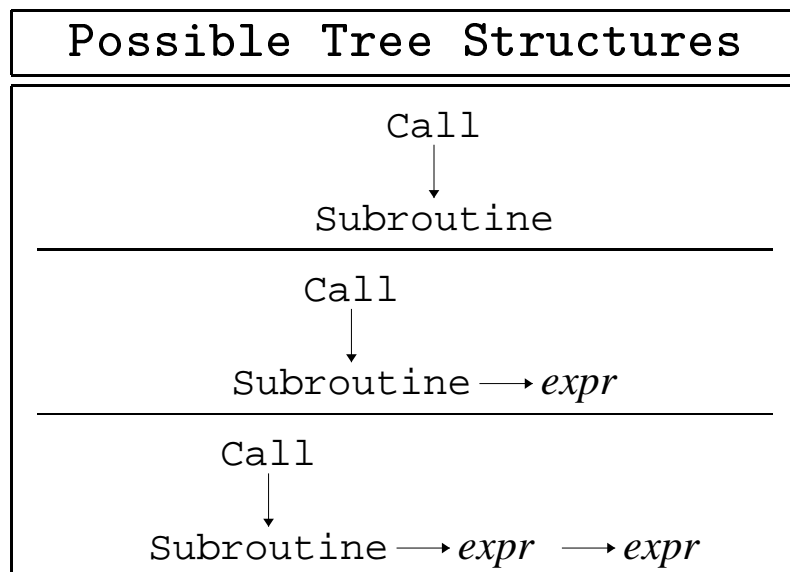 Possible Tree Structures
Call
Subroutine
Call
Subroutine expr
Call
Subroutine expr expr